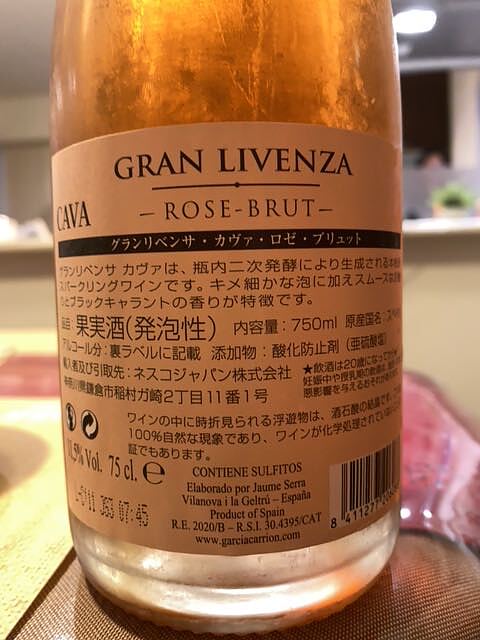 GRAN LIVENZA
CAVA
– ROSE-BRUT –
グランリベンサ・カヴァ・ロゼ・ブリュット
グランリベンサ カヴァは、瓶内二次発酵により生成される本格
スパークリングワインです。キメ細かな泡に加えスムースな
とブラックキャラントの香りが特徴です。
品目:果実酒(発泡性) 内容量:750ml 原産国名:スペイン
アルコール分:裏ラベルに記載 添加物:酸化防止剤(亜硫酸塩)
輸入者及び引取先:ネスコジャパン株式会社
神奈川県鎌倉市稲村ガ崎2丁目11番1号
★飲酒は20歳になってから
妊娠中や授乳期の飲酒は、
悪影響を与えるおそれが
ワインの中に時折見られる浮遊物は、酒石酸の結晶です。
100%自然な現象であり、ワインが化学処理されていない
証でもあります。
11,5% Vol. 75 cl. e
CONTIENE SULFITOS
Elaborado por Jaume Serra
Vilanova i la Geltrú – España
Product of Spain
R.E. 2020/B – R.S.I. 30.4395/CAT
www.garciacarrion.com
L-0111 353 07:45
8 411277